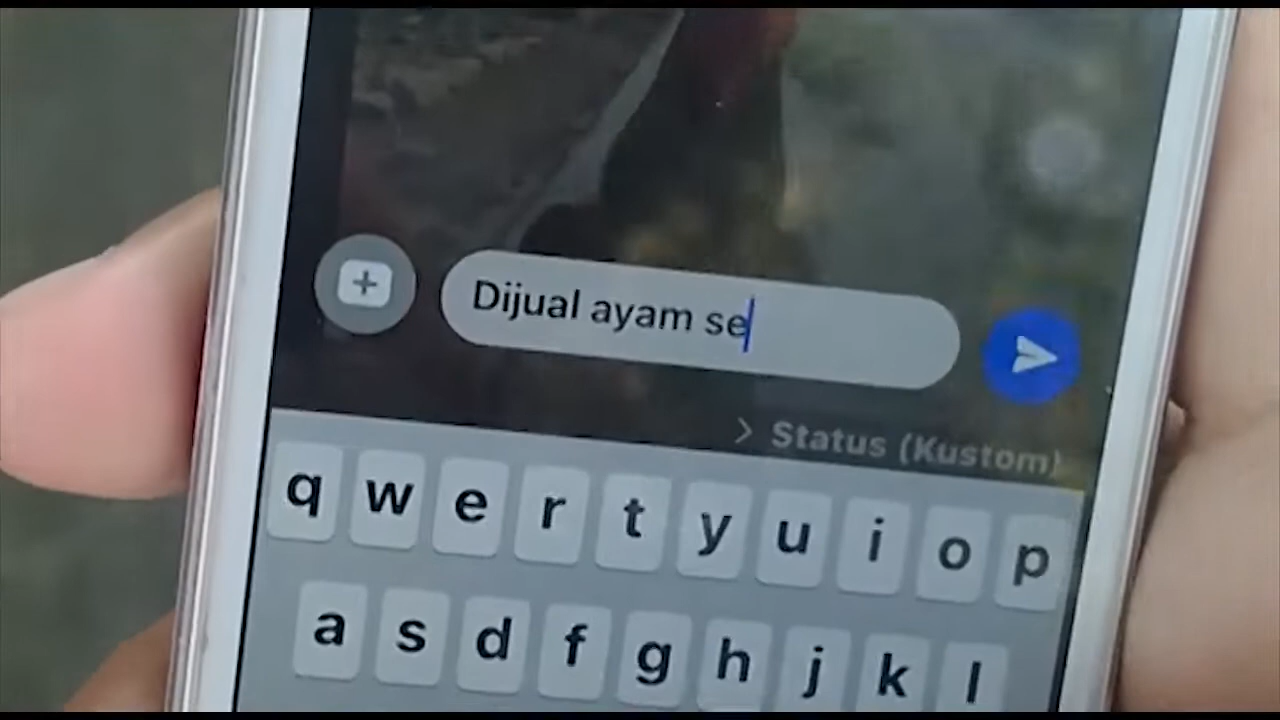 Dijual ayam se
Status (Kustom)
q w e r t y u i o p
a s d f g h j k l